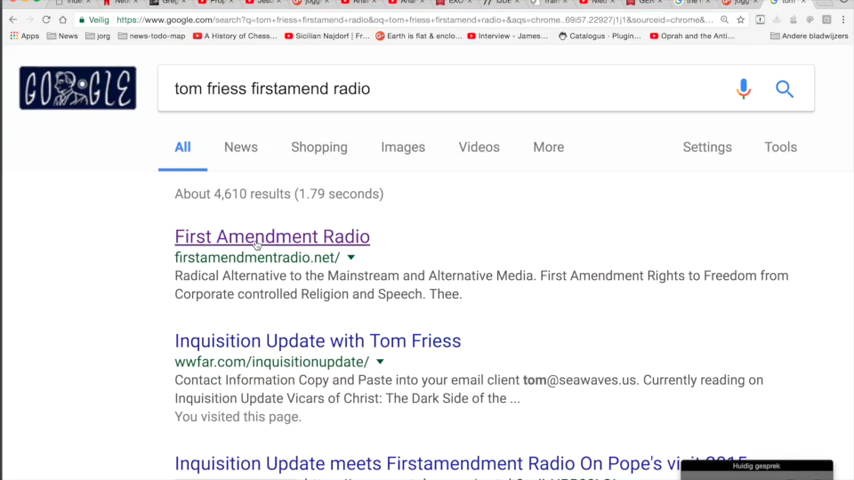 Veilig https://www.google.com/search?q=tom+friess+firstamend+radio&oq=tom+friess+firstamend+radio+&aqs=chrome..69i57.22927j1j1&sourceid=chrome&
Apps News jorg news-todo-map A History of Chess... Sicilian Najdorf | Fr... Earth is flat & enclo... Interview - James... Catalogus - Plugin... Oprah and the Anti... Andere bladwijzers
GOOGLE
tom friess firstamend radio
All News Shopping Images Videos More Settings Tools
About 4,610 results (1.79 seconds)
First Amendment Radio
firstamendmentradio.net/
Radical Alternative to the Mainstream and Alternative Media. First Amendment Rights to Freedom from
Corporate controlled Religion and Speech. Thee.
Inquisition Update with Tom Friess
wwfar.com/inquisitionupdate/
Contact Information Copy and Paste into your email client tom@seawaves.us. Currently reading on
Inquisition Update Vicars of Christ: The Dark Side of the ...
You visited this page.
Inquisition Update meets Firstamendment Radio On Pope's visit 2015
Huidig gesprek